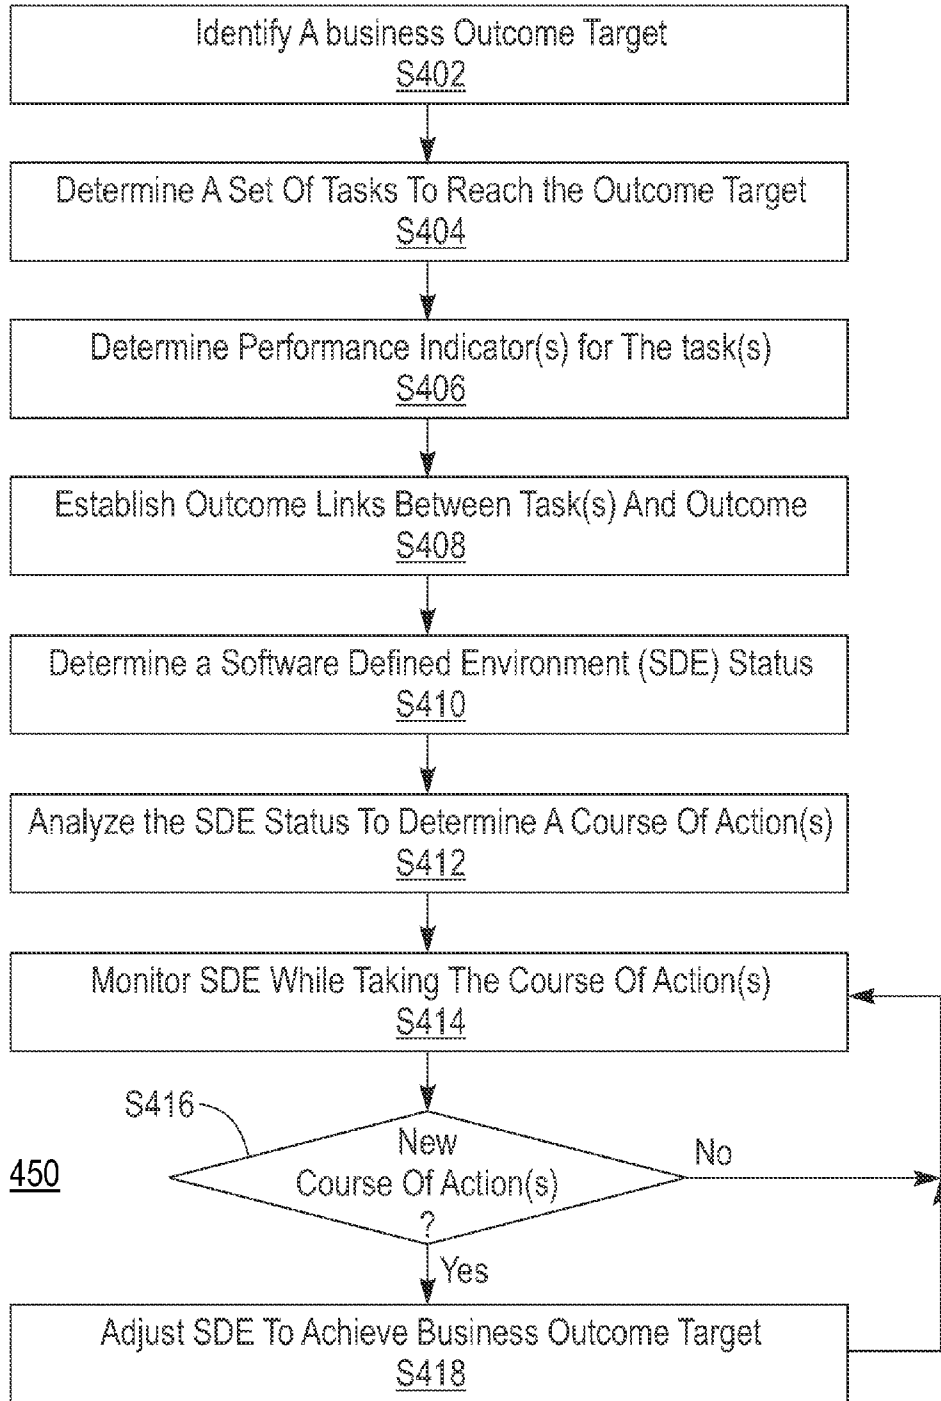 Identify A business Outcome Target
S402
Determine A Set Of Tasks To Reach the Outcome Target
S404
Determine Performance Indicator(s) for The task(s)
S406
Establish Outcome Links Between Task(s) And Outcome
S408
Determine a Software Defined Environment (SDE) Status
S410
Analyze the SDE Status To Determine A Course Of Action(s)
S412
Monitor SDE While Taking The Course Of Action(s)
S414
S416
New
Course Of Action(s)
?
No
450
Yes
Adjust SDE To Achieve Business Outcome Target
S418